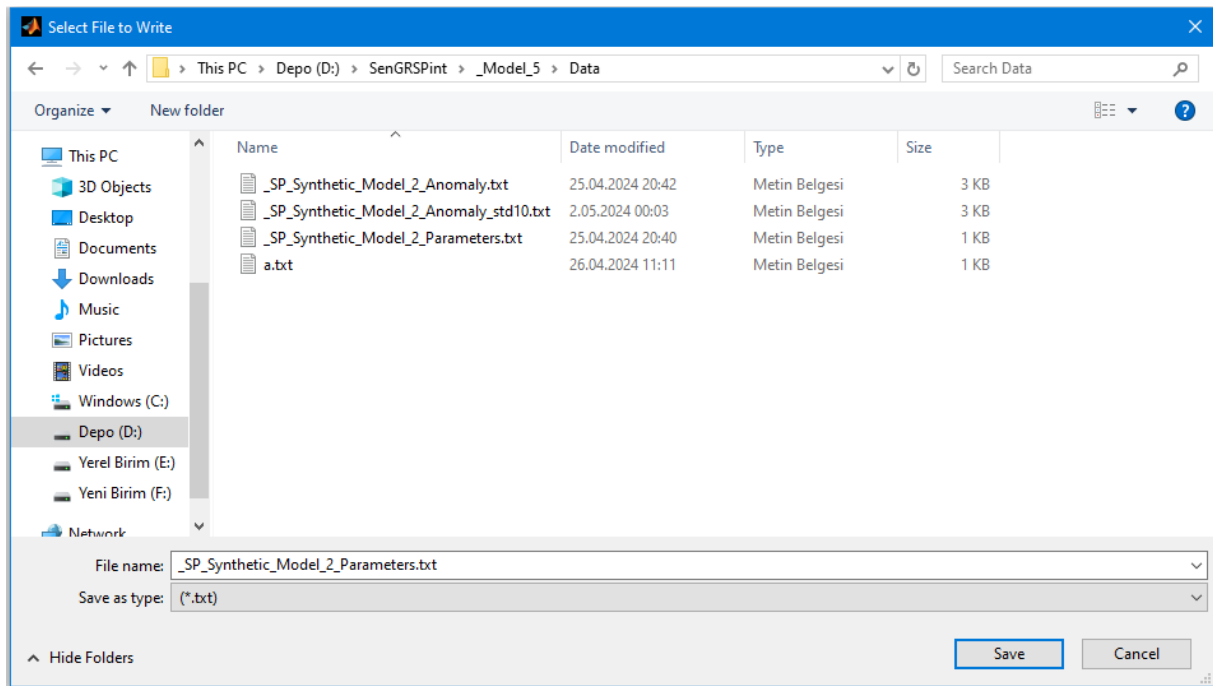 Select File to Write
This PC > Depo (D:) > SenGRSPint > _Model_5 > Data
Search Data
Organize
New folder
Name Date modified Type Size
_SP_Synthetic_Model_2_Anomaly.txt 25.04.2024 20:42 Metin Belgesi 3 KB
_SP_Synthetic_Model_2_Anomaly_std10.txt 2.05.2024 00:03 Metin Belgesi 3 KB
_SP_Synthetic_Model_2_Parameters.txt 25.04.2024 20:40 Metin Belgesi 1 KB
a.txt 26.04.2024 11:11 Metin Belgesi 1 KB
This PC
3D Objects
Desktop
Documents
Downloads
Music
Pictures
Videos
Windows (C:)
Depo (D:)
Yerel Birim (E:)
Yeni Birim (F:)
Network
File name: _SP_Synthetic_Model_2_Parameters.txt
Save as type: (*.txt)
Hide Folders
Save
Cancel